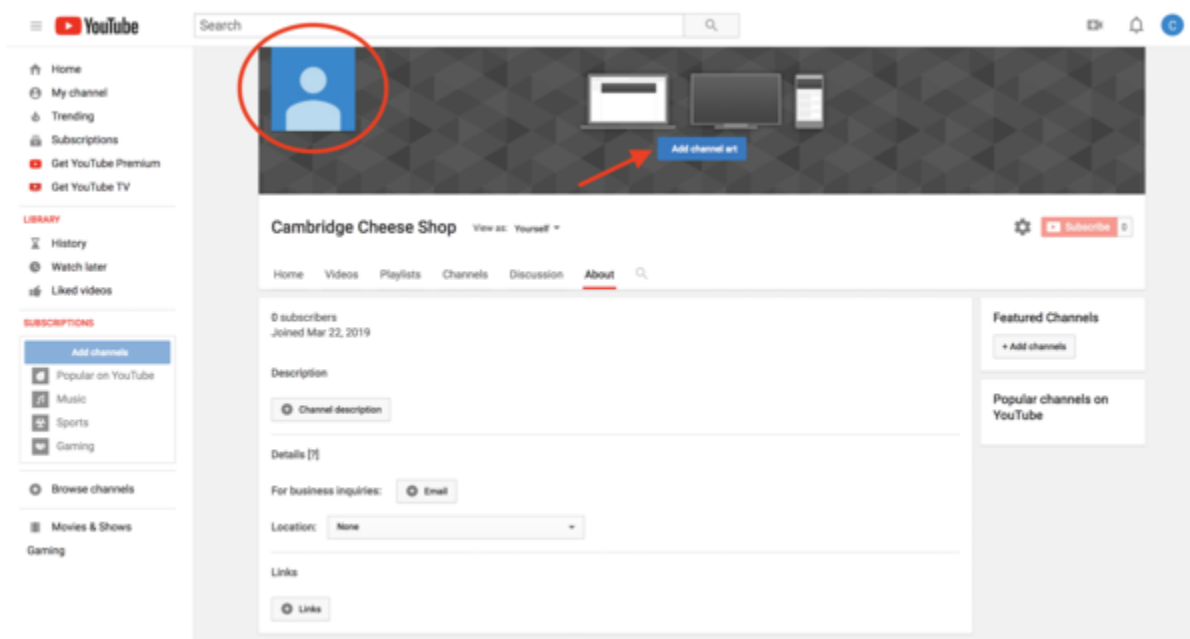 YouTube
Search
C
Home
My channel
Trending
Subscriptions
Get YouTube Premium
Get YouTube TV
LIBRARY
History
Watch later
Liked videos
SUBSCRIPTIONS
Add channels
Popular on YouTube
Music
Sports
Gaming
Browse channels
Movies & Shows
Gaming
Add channel art
Cambridge Cheese Shop View as: Yourself
Subscribe 0
Home Videos Playlists Channels Discussion About
0 subscribers
Joined Mar 22, 2019
Description
Channel description
Details [?]
For business inquiries: Email
Location: None
Links
Links
Featured Channels
+ Add channels
Popular channels on
YouTube